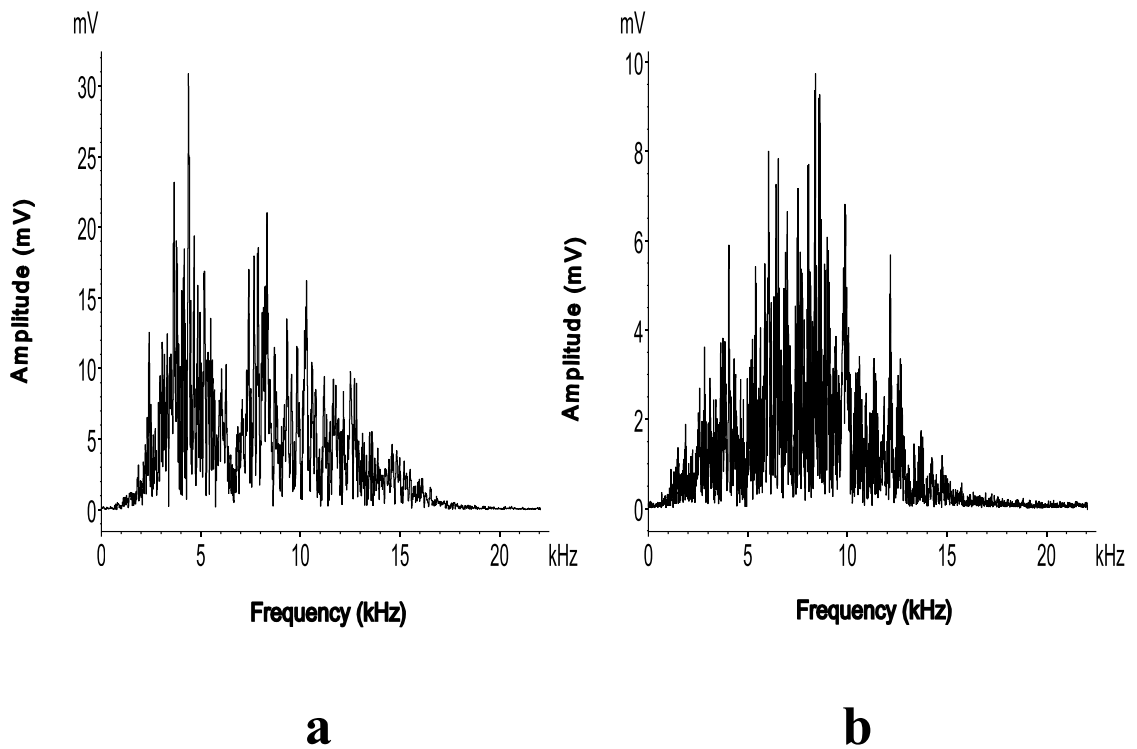 mV
30
25
20
15
10
5
0
Amplitude (mV)
0 5 10 15 20 kHz
Frequency (kHz)
a
mV
10
8
6
4
2
0
Amplitude (mV)
0 5 10 15 20 kHz
Frequency (kHz)
b